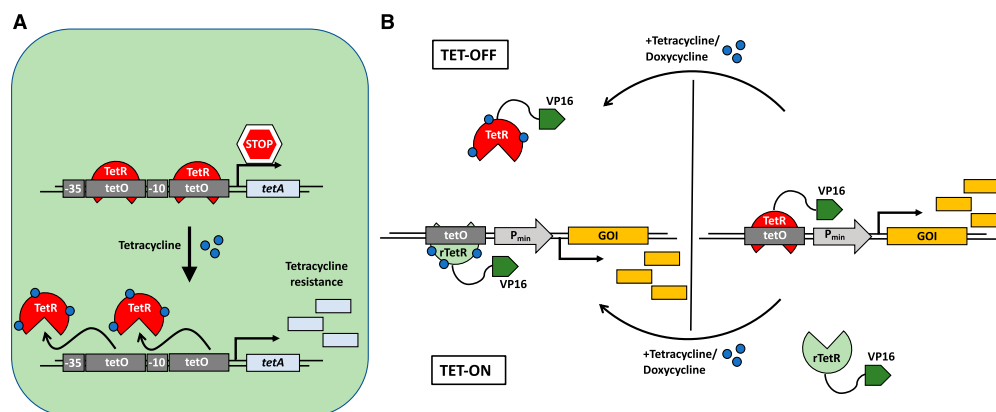 A
STOP
TetR
TetR
-35
tetO
-10
tetO
tetA
Tetracycline
Tetracycline
resistance
TetR
TetR
-35
tetO
-10
tetO
tetA
B
TET-OFF
+Tetracycline/
Doxycycline
VP16
TetR
tetO
Pmin
GOI
rTetR
VP16
VP16
TetR
tetO
Pmin
GOI
TET-ON
+Tetracycline/
Doxycycline
rTetR
VP16